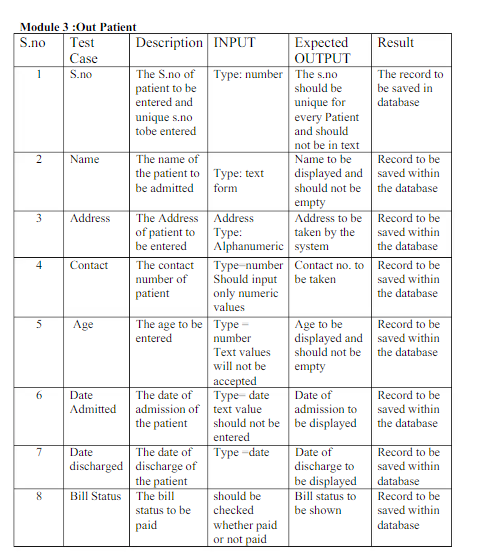 Module 3 :Out Patient
S.no Test Case Description INPUT Expected OUTPUT Result
1 S.no The S.no of patient to be entered and unique s.no tobe entered Type: number The s.no should be unique for every Patient and should not be in text The record to be saved in database
2 Name The name of the patient to be admitted Type: text form Name to be displayed and should not be empty Record to be saved within the database
3 Address The Address of patient to be entered Address Type: Alphanumeric Address to be taken by the system Record to be saved within the database
4 Contact The contact number of patient Type–number Should input only numeric values Contact no. to be taken Record to be saved within the database
5 Age The age to be entered Type – number Text values will not be accepted Age to be displayed and should not be empty Record to be saved within the database
6 Date Admitted The date of admission of the patient Type– date text value should not be entered Date of admission to be displayed Record to be saved within the database
7 Date discharged The date of discharge of the patient Type –date Date of discharge to be displayed Record to be saved within database
8 Bill Status The bill status to be paid should be checked whether paid or not paid Bill status to be shown Record to be saved within database